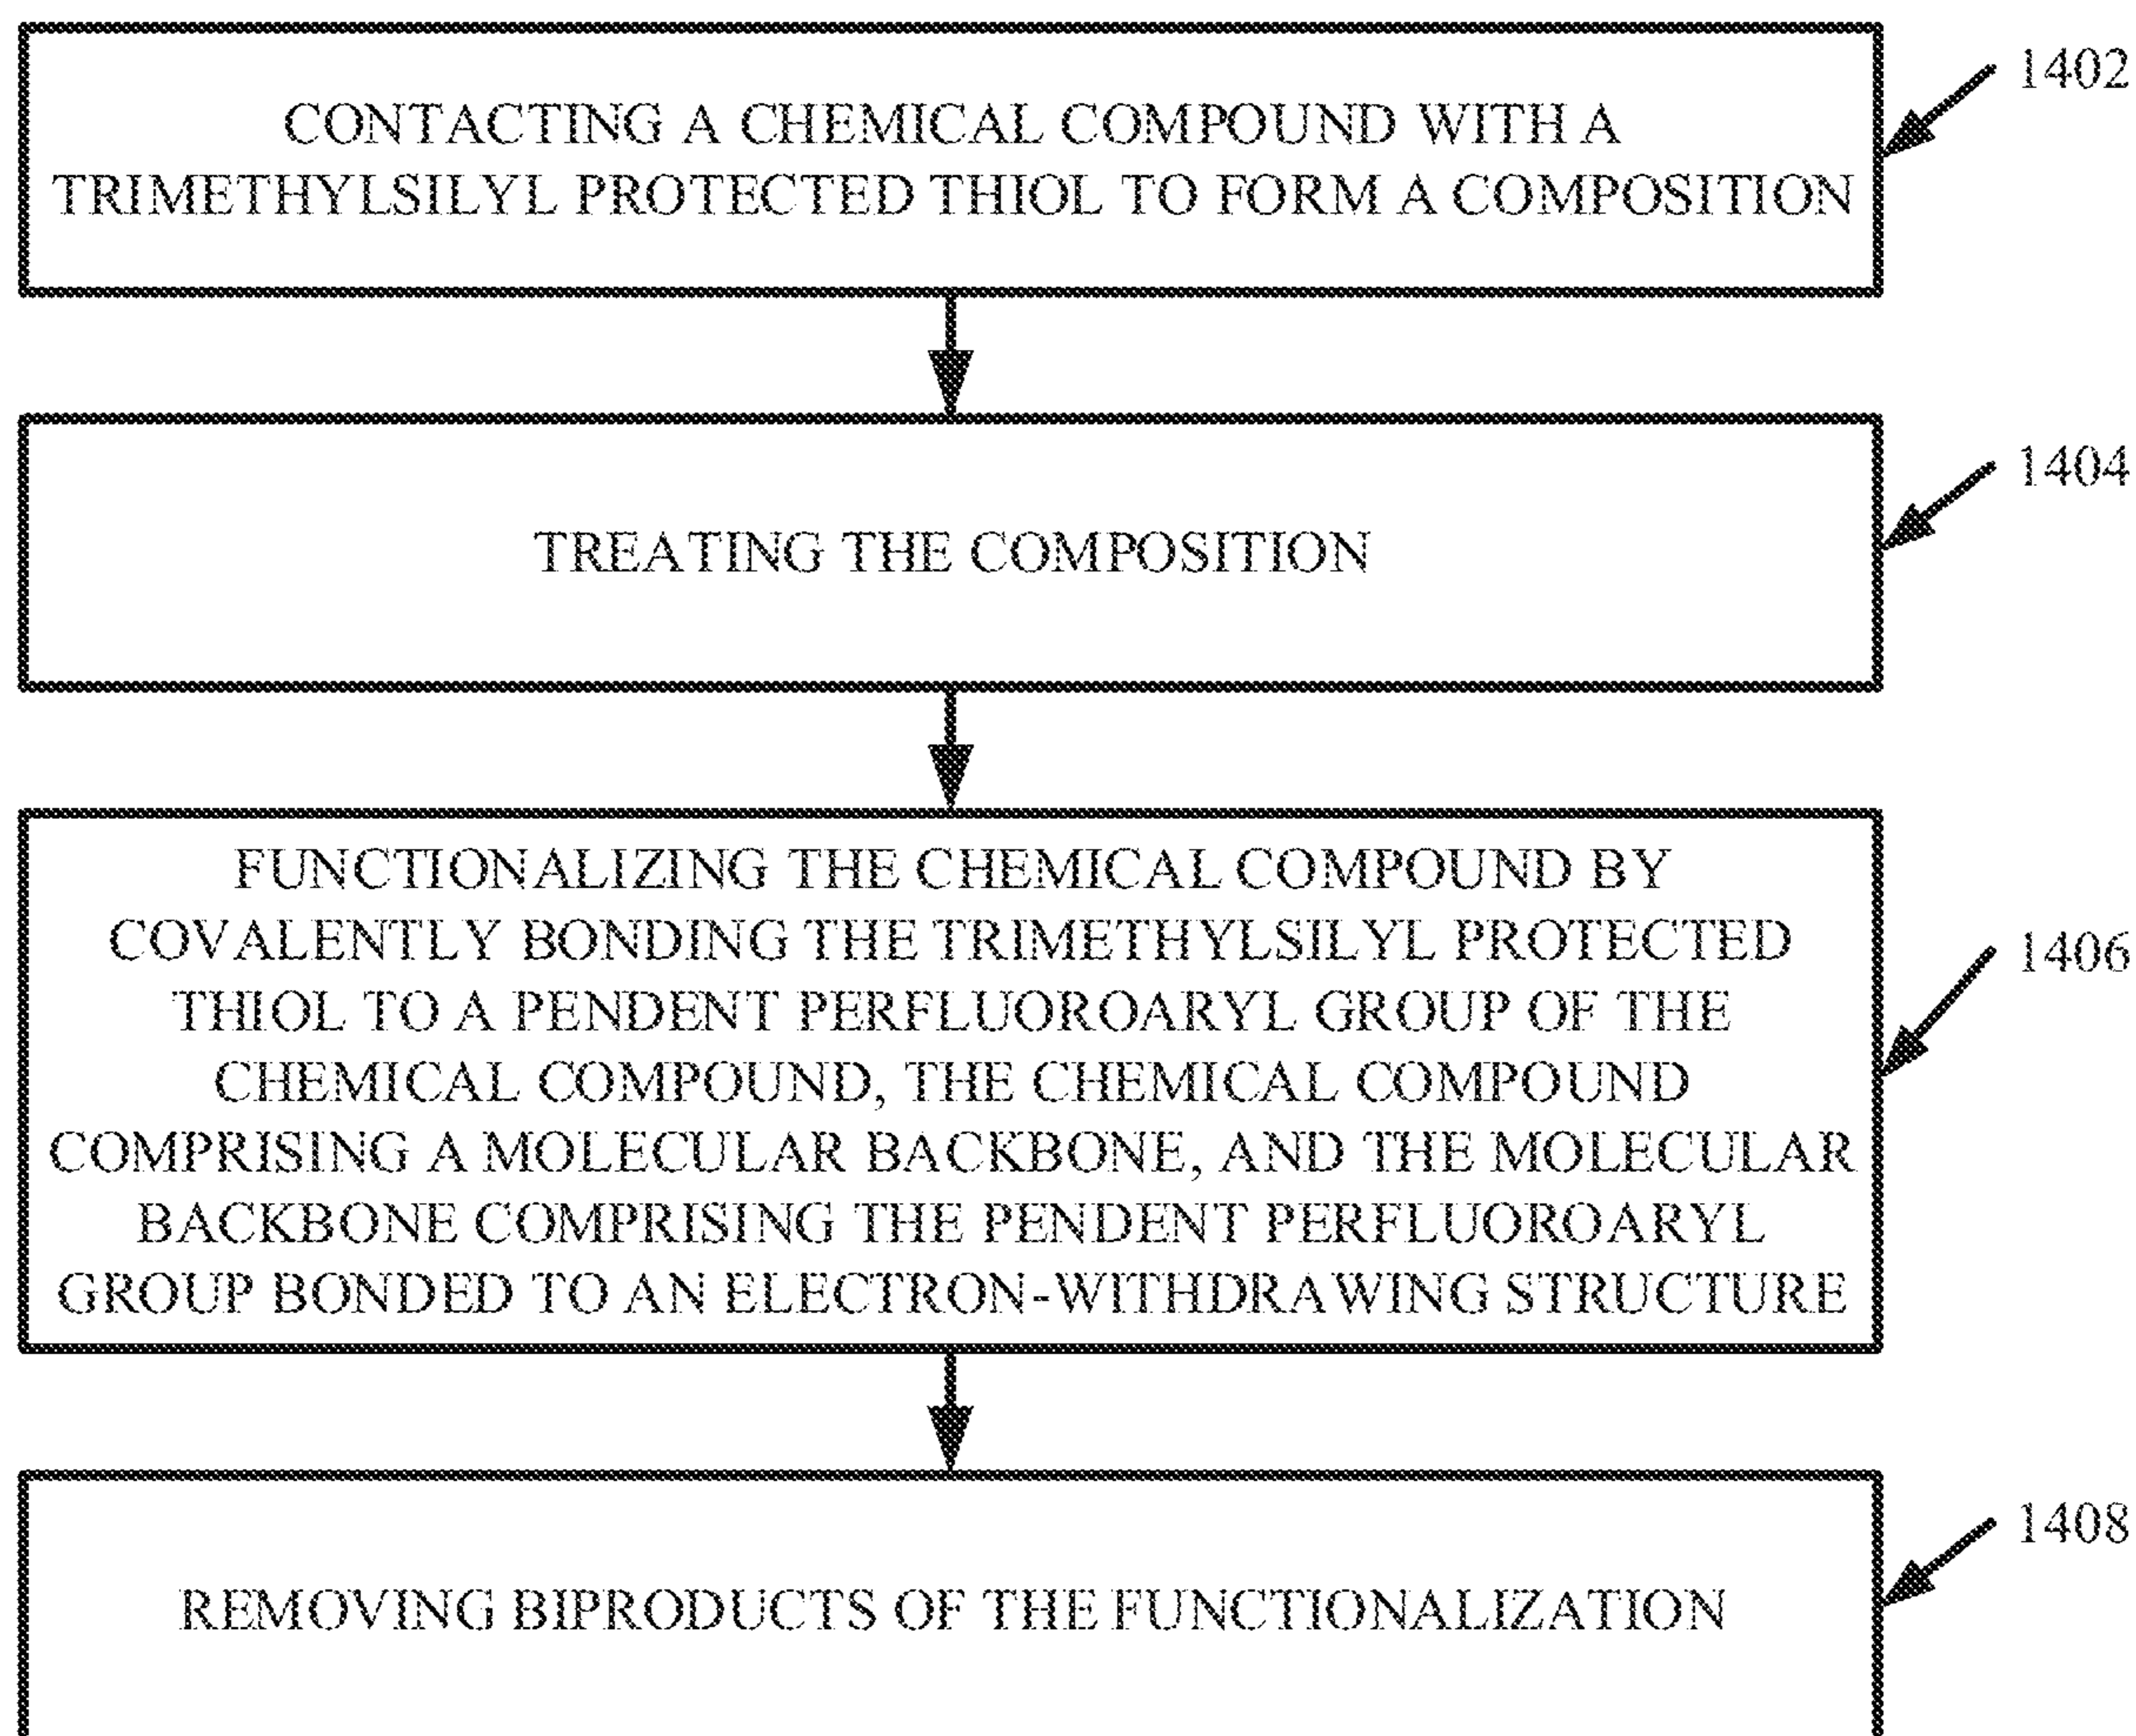 CONTACTING A CHEMICAL COMPOUND WITH A
TRIMETHYLSILYL PROTECTED THIOL TO FORM A COMPOSITION
1402
TREATING THE COMPOSITION
1404
FUNCTIONALIZING THE CHEMICAL COMPOUND BY
COVALENTLY BONDING THE TRIMETHYLSILYL PROTECTED
THIOL TO A PENDENT PERFLUOROARYL GROUP OF THE
CHEMICAL COMPOUND, THE CHEMICAL COMPOUND
COMPRISING A MOLECULAR BACKBONE, AND THE MOLECULAR
BACKBONE COMPRISING THE PENDENT PERFLUOROARYL
GROUP BONDED TO AN ELECTRON-WITHDRAWING STRUCTURE
1406
REMOVING BIPRODUCTS OF THE FUNCTIONALIZATION
1408